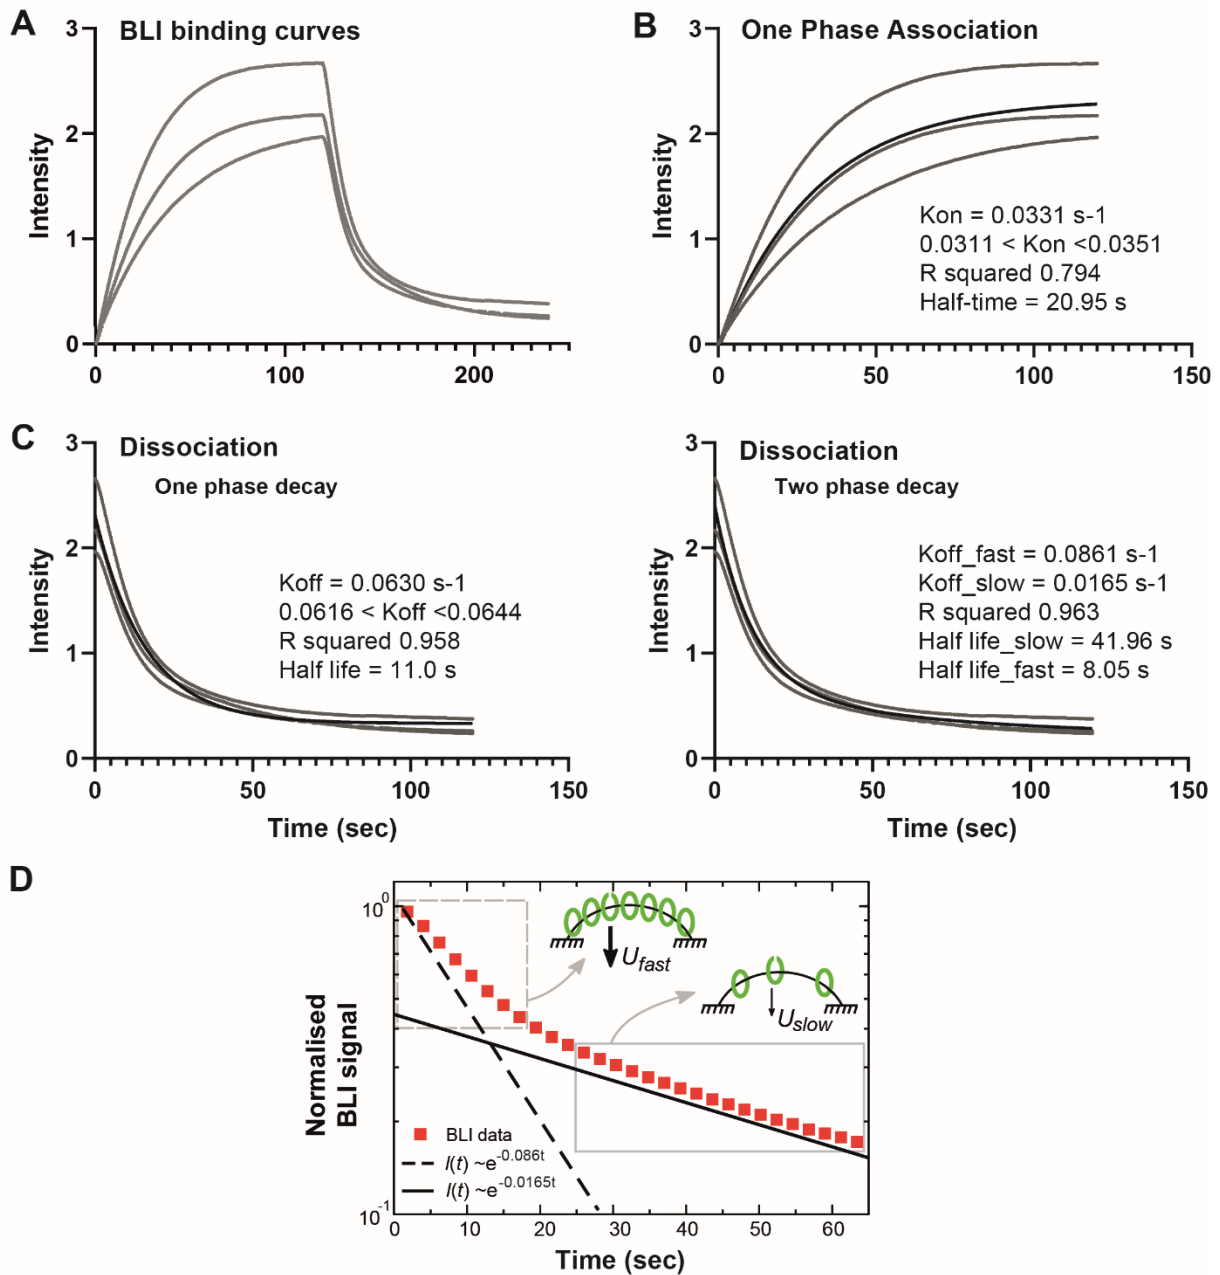 A
BLI binding curves
Intensity
3
2
1
0
0
100
200
B
One Phase Association
Intensity
3
2
1
0
Kon = 0.0331 s-1
0.0311 < Kon <0.0351
R squared 0.794
Half-time = 20.95 s
0
50
100
150
C
Dissociation
One phase decay
Intensity
3
2
1
0
Koff = 0.0630 s-1
0.0616 < Koff <0.0644
R squared 0.958
Half life = 11.0 s
0
50
100
150
Time (sec)
Dissociation
Two phase decay
Intensity
3
2
1
0
Koff_fast = 0.0861 s-1
Koff_slow = 0.0165 s-1
R squared 0.963
Half life_slow = 41.96 s
Half life_fast = 8.05 s
0
50
100
150
Time (sec)
D
Normalised
BLI signal
10^0
10^-1
U_fast
U_slow
BLI data
I(t) ~e^-0.086t
I(t) ~e^-0.0165t
0
10
20
30
40
50
60
Time (sec)